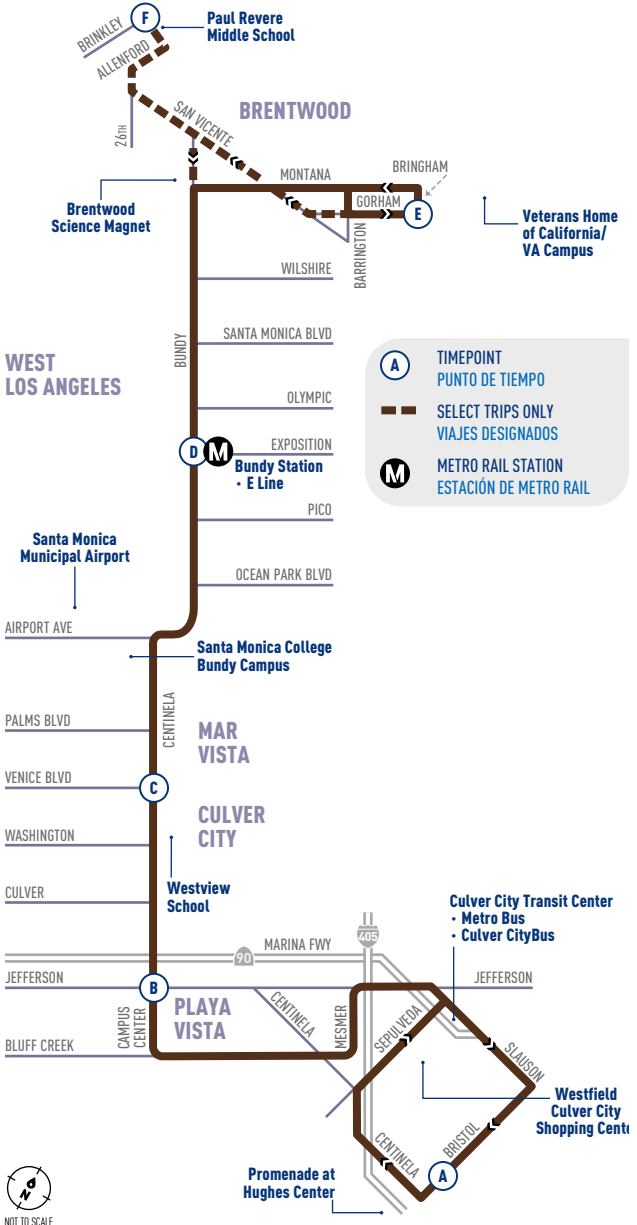 F
Paul Revere
Middle School
BRINKLEY
ALLENFORD
26TH
SAN VICENTE
BRENTWOOD
MONTANA
BRINGHAM
GORHAM
E
BARRINGTON
Brentwood
Science Magnet
Veterans Home
of California/
VA Campus
WILSHIRE
BUNDY
SANTA MONICA BLVD
WEST
LOS ANGELES
OLYMPIC
D
M
EXPOSITION
Bundy Station
• E Line
PICO
OCEAN PARK BLVD
A
TIMEPOINT
PUNTO DE TIEMPO
SELECT TRIPS ONLY
VIAJES DESIGNADOS
M
METRO RAIL STATION
ESTACIÓN DE METRO RAIL
Santa Monica
Municipal Airport
AIRPORT AVE
Santa Monica College
Bundy Campus
CENTINELA
PALMS BLVD
MAR
VISTA
VENICE BLVD
C
CULVER
CITY
WASHINGTON
CULVER
Westview
School
Culver City Transit Center
• Metro Bus
• Culver CityBus
405
MARINA FWY
90
JEFFERSON
B
JEFFERSON
CAMPUS
CENTER
PLAYA
VISTA
CENTINELA
MESMER
SEPULVEDA
SLAUSON
BLUFF CREEK
Westfield
Culver City
Shopping Cente
BRISTOL
CENTINELA
A
Promenade at
Hughes Center
N
NOT TO SCALE